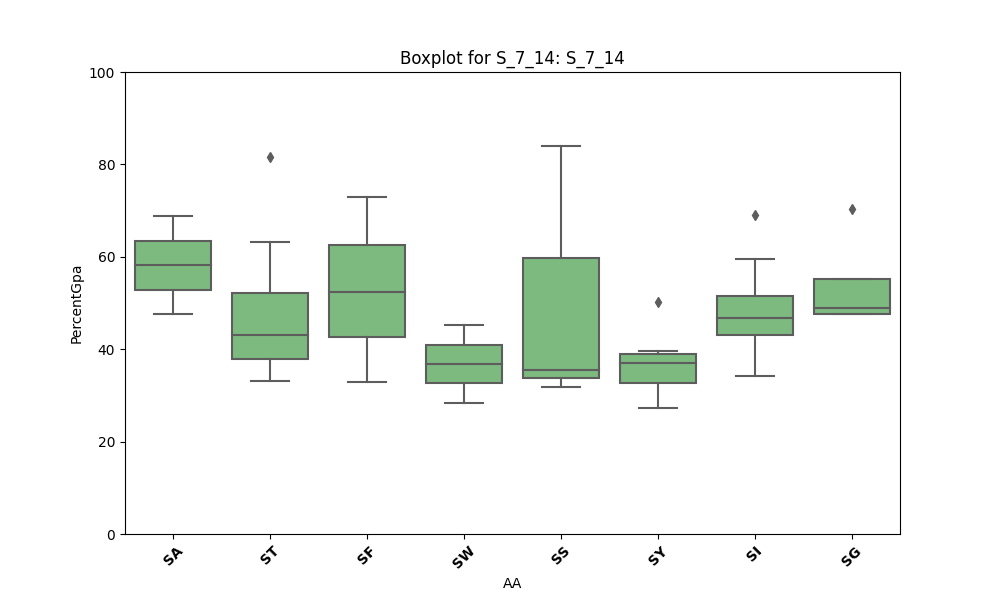 Boxplot for S_7_14: S_7_14
100
80
60
40
20
0
PercentGpa
SA
ST
SF
SW
SS
SY
SI
SG
AA